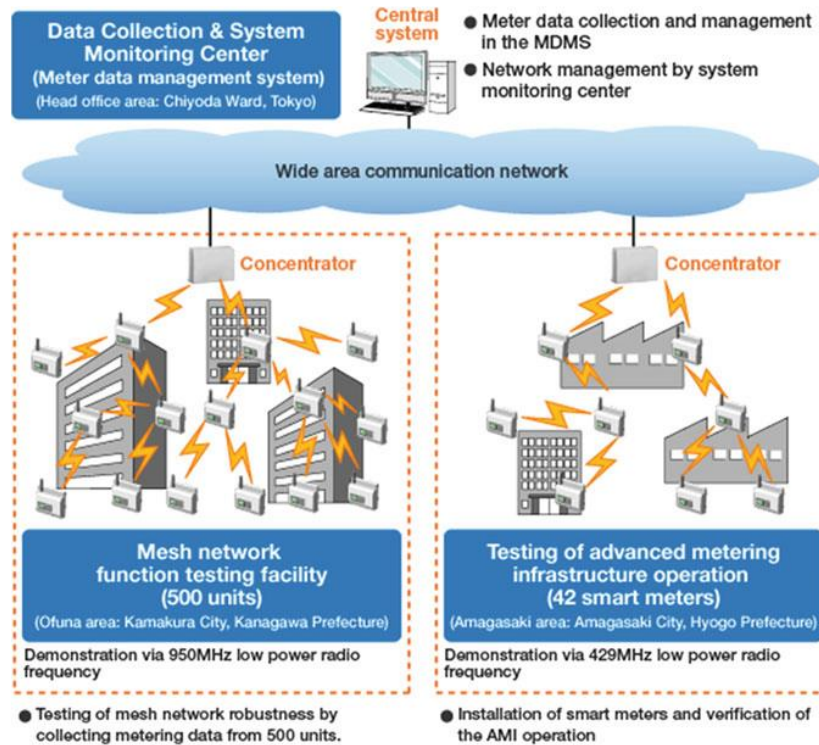 Data Collection & System
Monitoring Center
(Meter data management system)
(Head office area: Chiyoda Ward, Tokyo)
Central
system
● Meter data collection and management
in the MDMS
● Network management by system
monitoring center
Wide area communication network
Concentrator
Mesh network
function testing facility
(500 units)
(Ofuna area: Kamakura City, Kanagawa Prefecture)
Demonstration via 950MHz low power radio
frequency
● Testing of mesh network robustness by
collecting metering data from 500 units.
Concentrator
Testing of advanced metering
infrastructure operation
(42 smart meters)
(Amagasaki area: Amagasaki City, Hyogo Prefecture)
Demonstration via 429MHz low power radio
frequency
● Installation of smart meters and verification of
the AMI operation